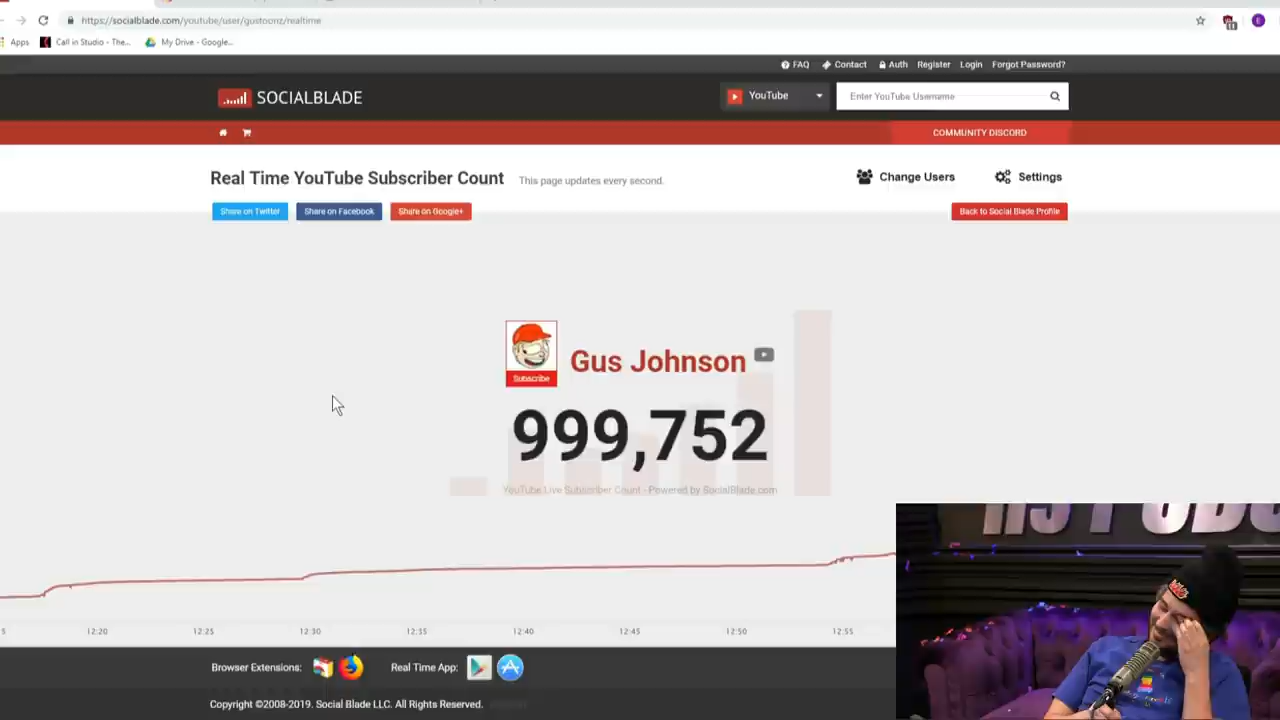 https://socialblade.com/youtube/user/gustoonz/realtime
Apps Call in Studio - The... My Drive - Google...
FAQ Contact Auth Register Login Forgot Password?
SOCIALBLADE YouTube Enter YouTube Username
COMMUNITY DISCORD
Real Time YouTube Subscriber Count This page updates every second. Change Users Settings
Share on Twitter Share on Facebook Share on Google+ Back to Social Blade Profile
Gus Johnson
Subscribe
999,752
YouTube Live Subscriber Count - Powered by SocialBlade.com
12:20 12:25 12:30 12:35 12:40 12:45 12:50 12:55
Browser Extensions: Real Time App:
Copyright ©2008-2019. Social Blade LLC. All Rights Reserved.